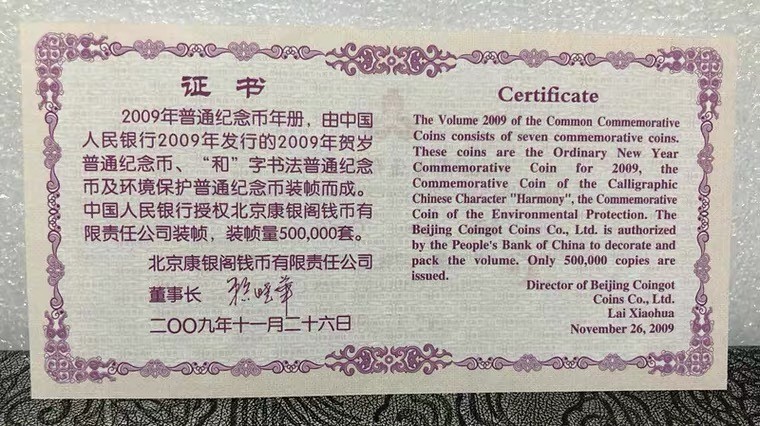 证书
2009年普通纪念币年册，由中国
人民银行2009年发行的2009年贺岁
普通纪念币、“和”字书法普通纪念
币及环境保护普通纪念币装帧而成。
中国人民银行授权北京康银阁钱币有
限责任公司装帧，装帧量500,000套。
北京康银阁钱币有限责任公司
董事长
二〇〇九年十一月二十六日
Certificate
The Volume 2009 of the Common Commemorative
Coins consists of seven commemorative coins.
These coins are the Ordinary New Year
Commemorative Coin for 2009, the
Commemorative Coin of the Calligraphic
Chinese Character "Harmony", the Commemorative
Coin of the Environmental Protection. The
Beijing Coingot Coins Co., Ltd. is authorized
by the People's Bank of China to decorate and
pack the volume. Only 500,000 copies are
issued.
Director of Beijing Coingot
Coins Co., Ltd.
Lai Xiaohua
November 26, 2009